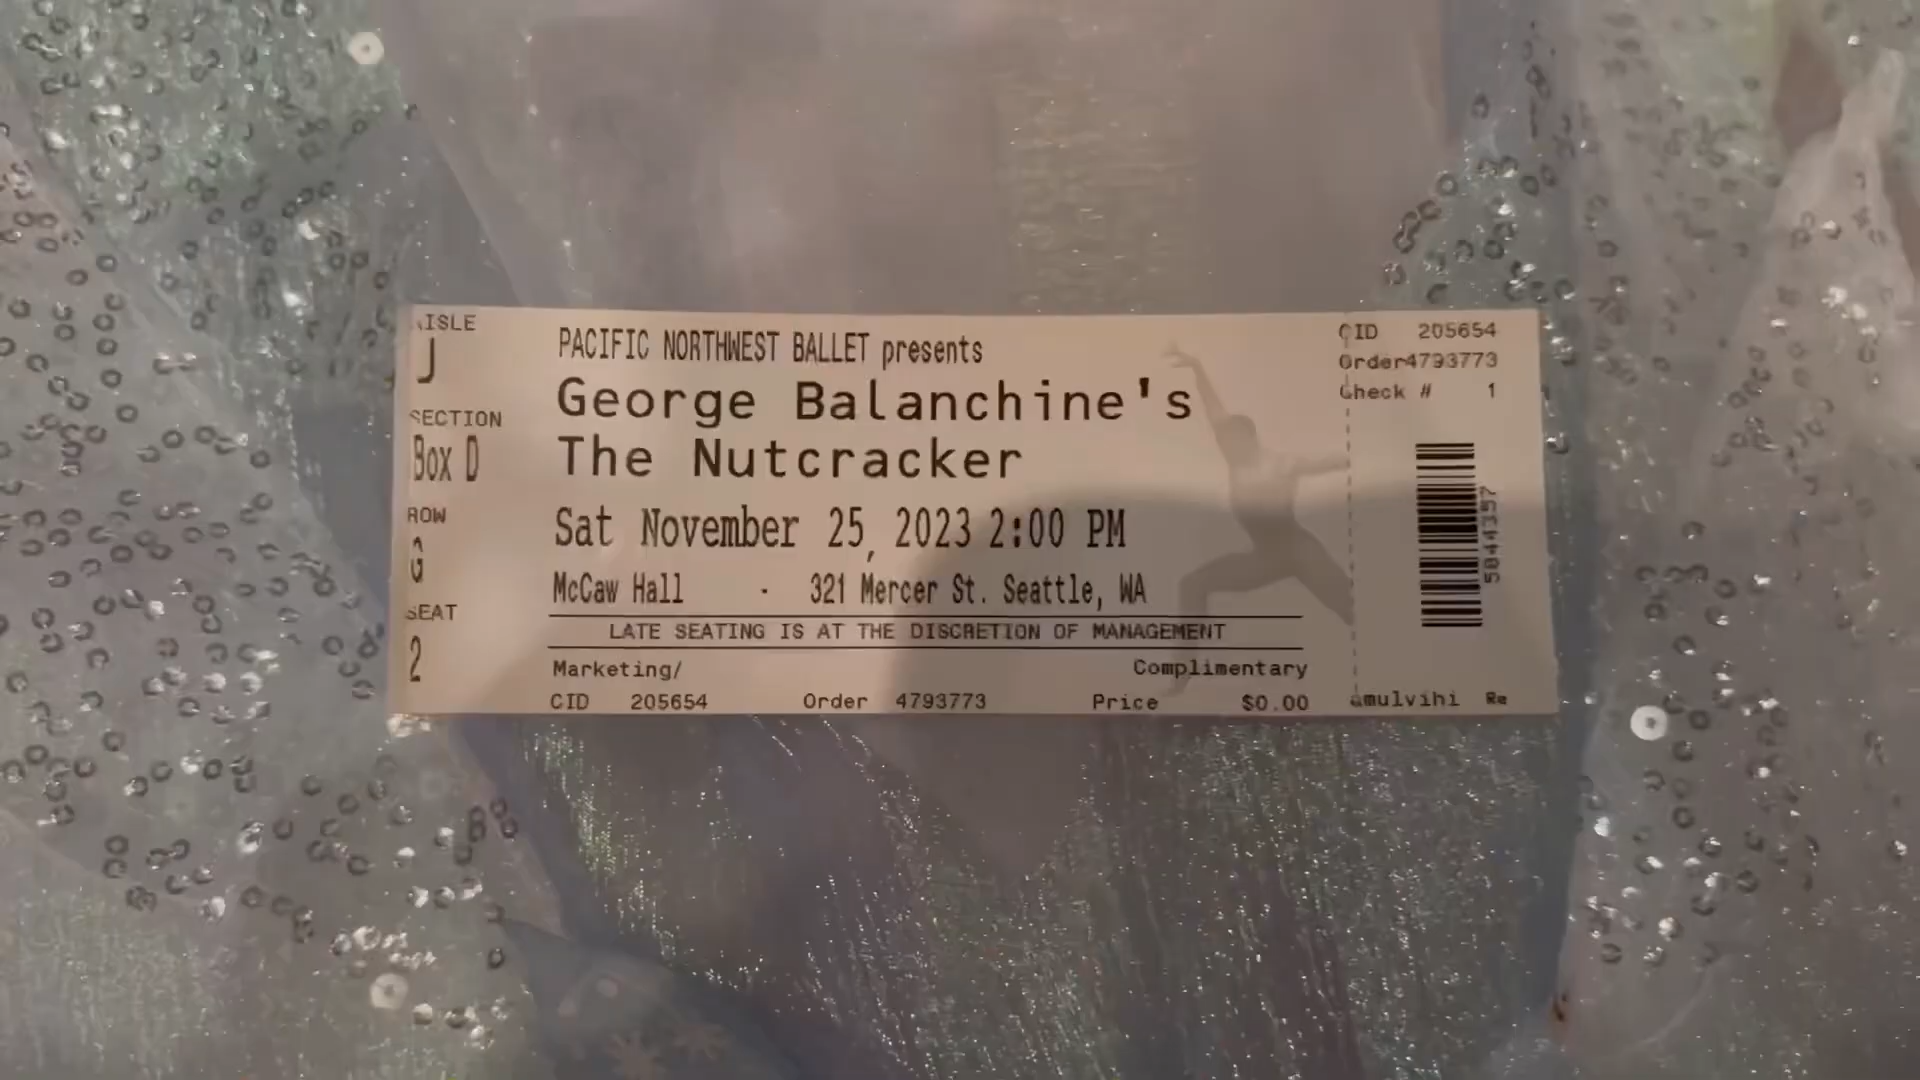 AISLE
J
SECTION
Box D
ROW
G
SEAT
2
PACIFIC NORTHWEST BALLET presents
George Balanchine's
The Nutcracker
Sat November 25, 2023 2:00 PM
McCaw Hall - 321 Mercer St. Seattle, WA
LATE SEATING IS AT THE DISCRETION OF MANAGEMENT
Marketing/ Complimentary
CID 205654 Order 4793773 Price $0.00
CID 205654
Order4793773
Check # 1
5044357
amulvihi Re